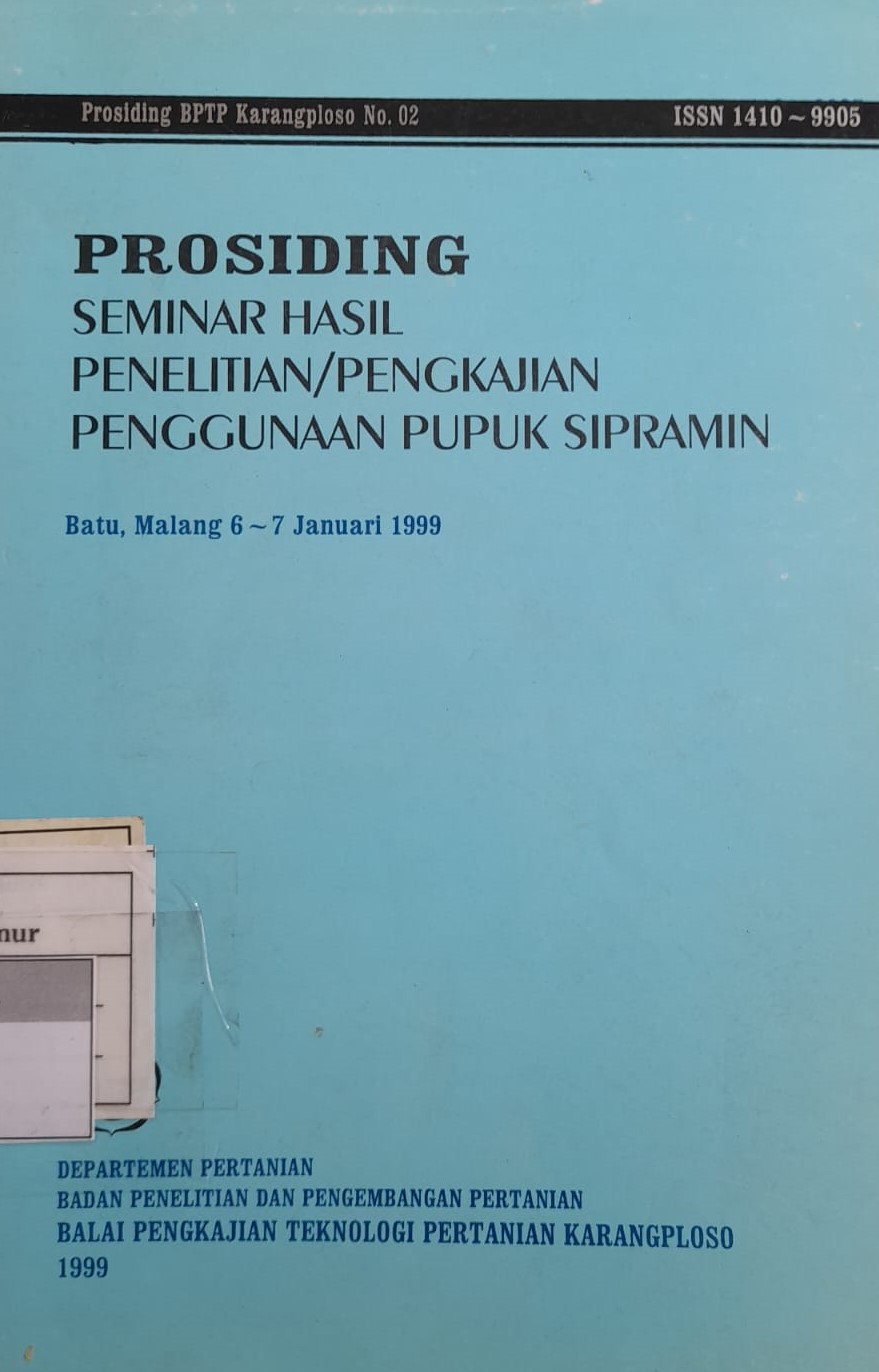 Prosiding BPTP Karangploso No. 02
ISSN 1410 ~ 9905
PROSIDING
SEMINAR HASIL
PENELITIAN/PENGKAJIAN
PENGGUNAAN PUPUK SIPRAMIN
Batu, Malang 6 ~ 7 Januari 1999
DEPARTEMEN PERTANIAN
BADAN PENELITIAN DAN PENGEMBANGAN PERTANIAN
BALAI PENGKAJIAN TEKNOLOGI PERTANIAN KARANGPLOSO
1999